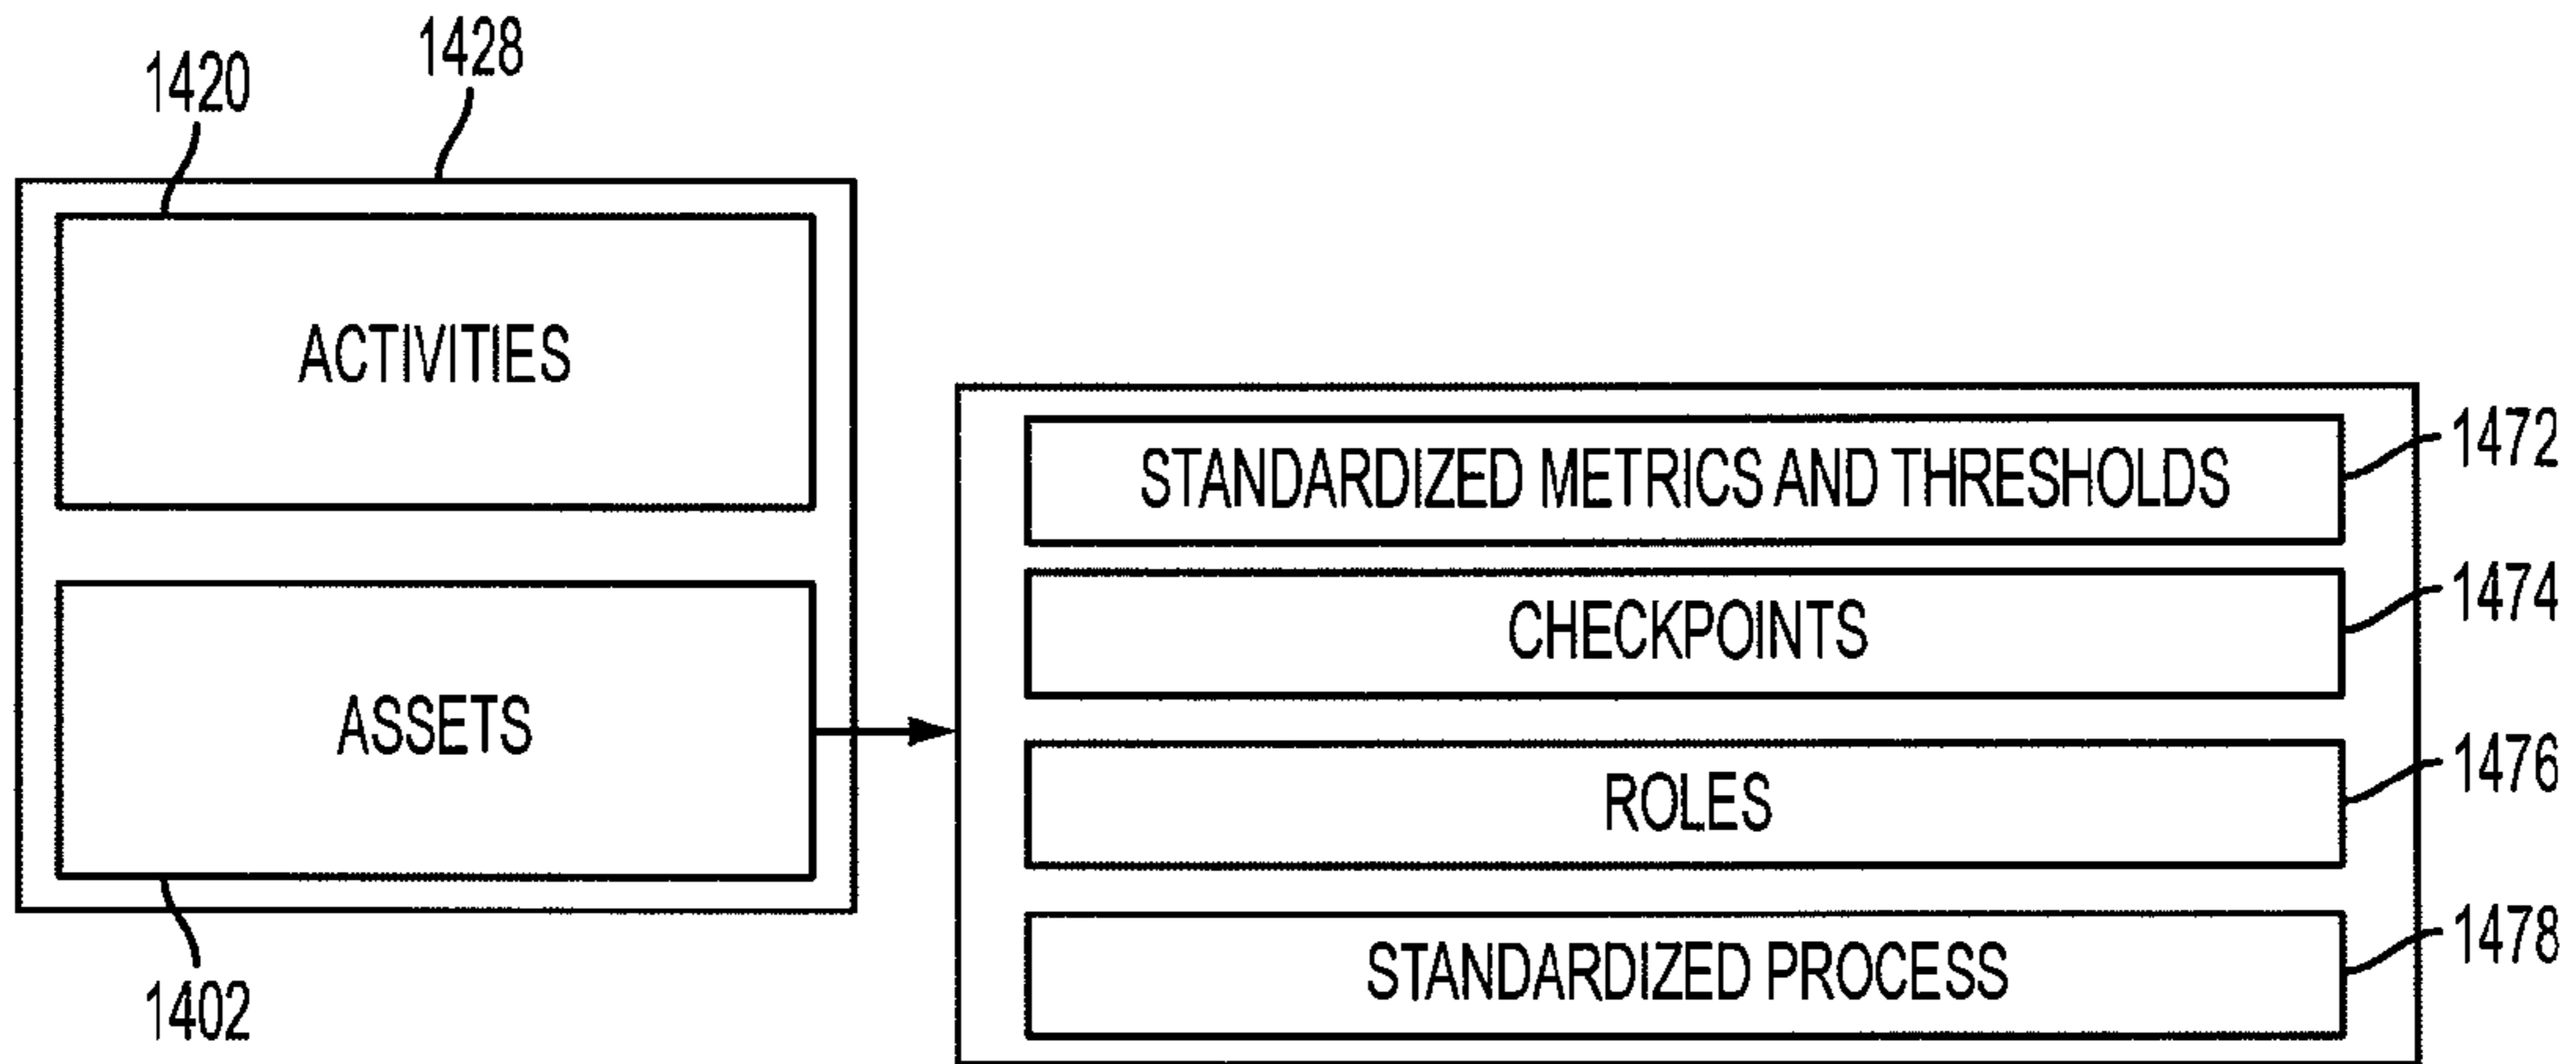 1420
1428
ACTIVITIES
ASSETS
1402
STANDARDIZED METRICS AND THRESHOLDS
1472
CHECKPOINTS
1474
ROLES
1476
STANDARDIZED PROCESS
1478